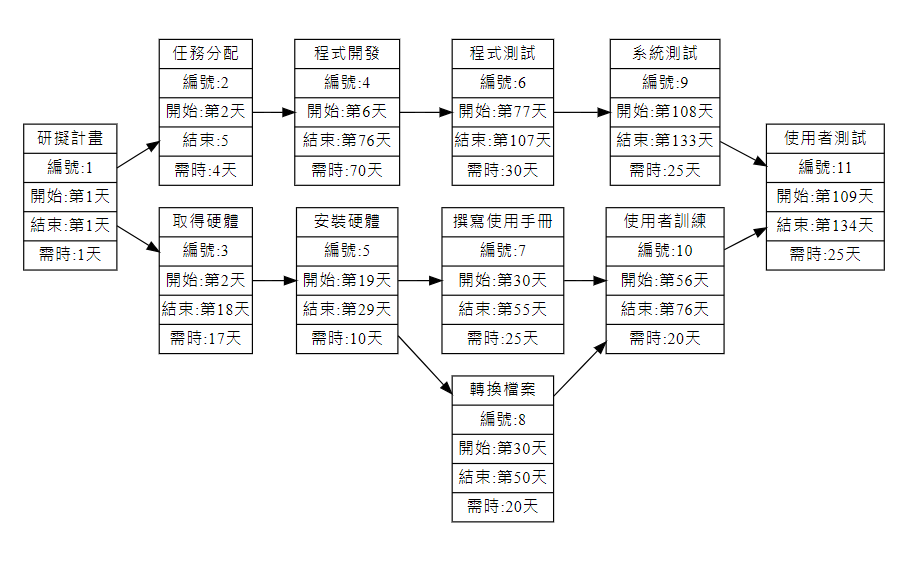 任務分配
編號:2
開始:第2天
結束:5
需時:4天
程式開發
編號:4
開始:第6天
結束:第76天
需時:70天
程式測試
編號:6
開始:第77天
結束:第107天
需時:30天
系統測試
編號:9
開始:第108天
結束:第133天
需時:25天
研擬計畫
編號:1
開始:第1天
結束:第1天
需時:1天
使用者測試
編號:11
開始:第109天
結束:第134天
需時:25天
取得硬體
編號:3
開始:第2天
結束:第18天
需時:17天
安裝硬體
編號:5
開始:第19天
結束:第29天
需時:10天
撰寫使用手冊
編號:7
開始:第30天
結束:第55天
需時:25天
使用者訓練
編號:10
開始:第56天
結束:第76天
需時:20天
轉換檔案
編號:8
開始:第30天
結束:第50天
需時:20天